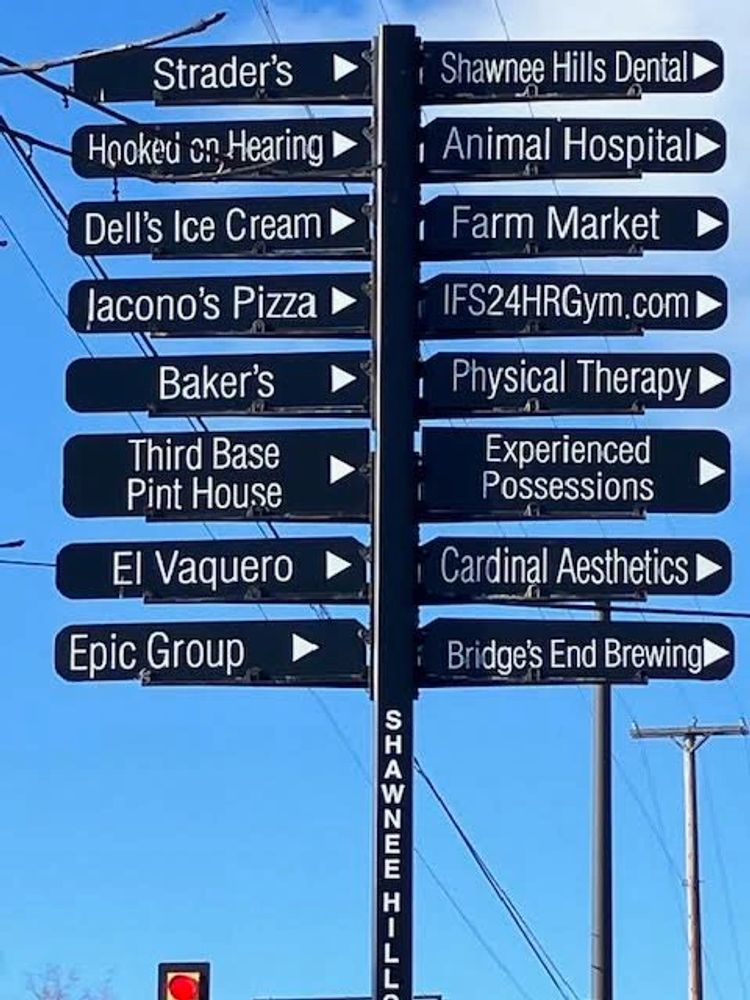 Strader's
Shawnee Hills Dental
Hooked on Hearing
Animal Hospital
Dell's Ice Cream
Farm Market
Iacono's Pizza
IFS24HRGym.com
Baker's
Physical Therapy
Third Base
Pint House
Experienced
Possessions
El Vaquero
Cardinal Aesthetics
Epic Group
Bridge's End Brewing
SHAWNEE HILLS